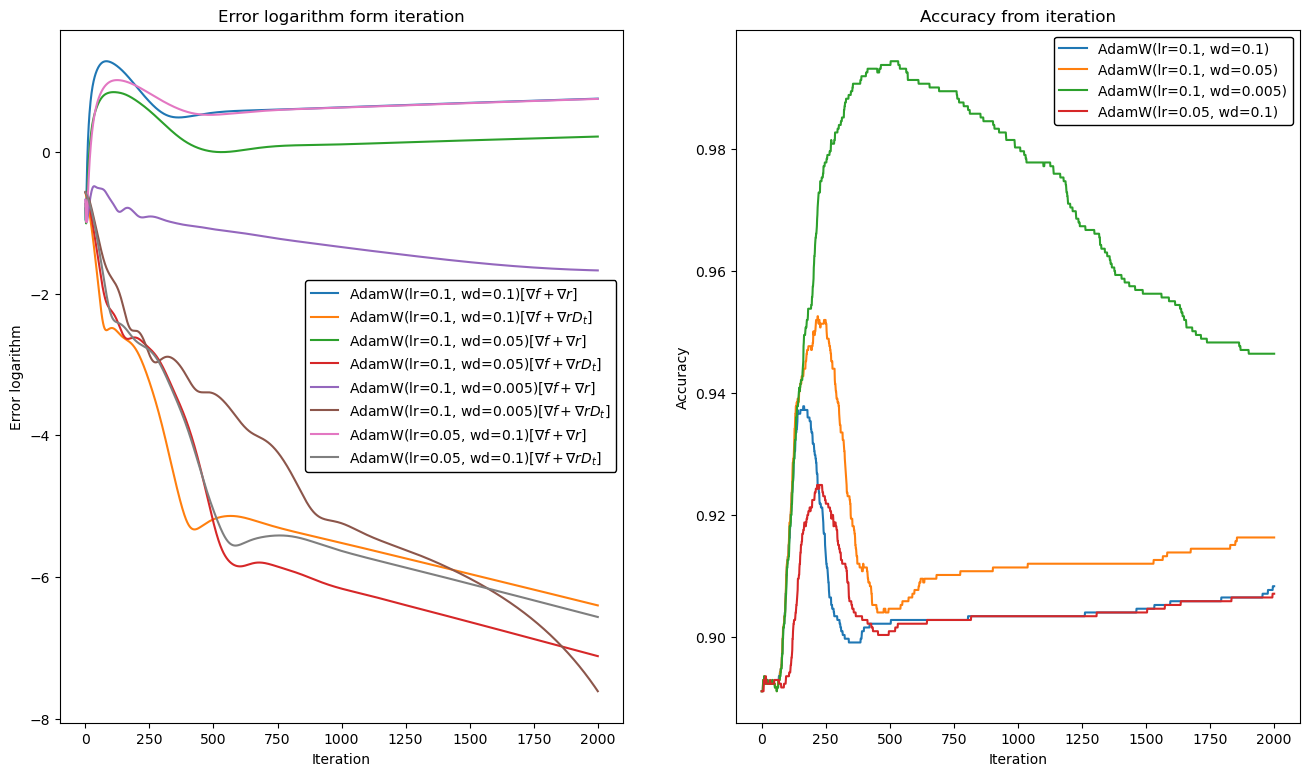 Error logarithm form iteration
Error logarithm
0
−2
−4
−6
−8
AdamW(lr=0.1, wd=0.1)[∇f + ∇r]
AdamW(lr=0.1, wd=0.1)[∇f + ∇rD_t]
AdamW(lr=0.1, wd=0.05)[∇f + ∇r]
AdamW(lr=0.1, wd=0.05)[∇f + ∇rD_t]
AdamW(lr=0.1, wd=0.005)[∇f + ∇r]
AdamW(lr=0.1, wd=0.005)[∇f + ∇rD_t]
AdamW(lr=0.05, wd=0.1)[∇f + ∇r]
AdamW(lr=0.05, wd=0.1)[∇f + ∇rD_t]
0 250 500 750 1000 1250 1500 1750 2000
Iteration
Accuracy from iteration
Accuracy
0.98
0.96
0.94
0.92
0.90
AdamW(lr=0.1, wd=0.1)
AdamW(lr=0.1, wd=0.05)
AdamW(lr=0.1, wd=0.005)
AdamW(lr=0.05, wd=0.1)
0 250 500 750 1000 1250 1500 1750 2000
Iteration